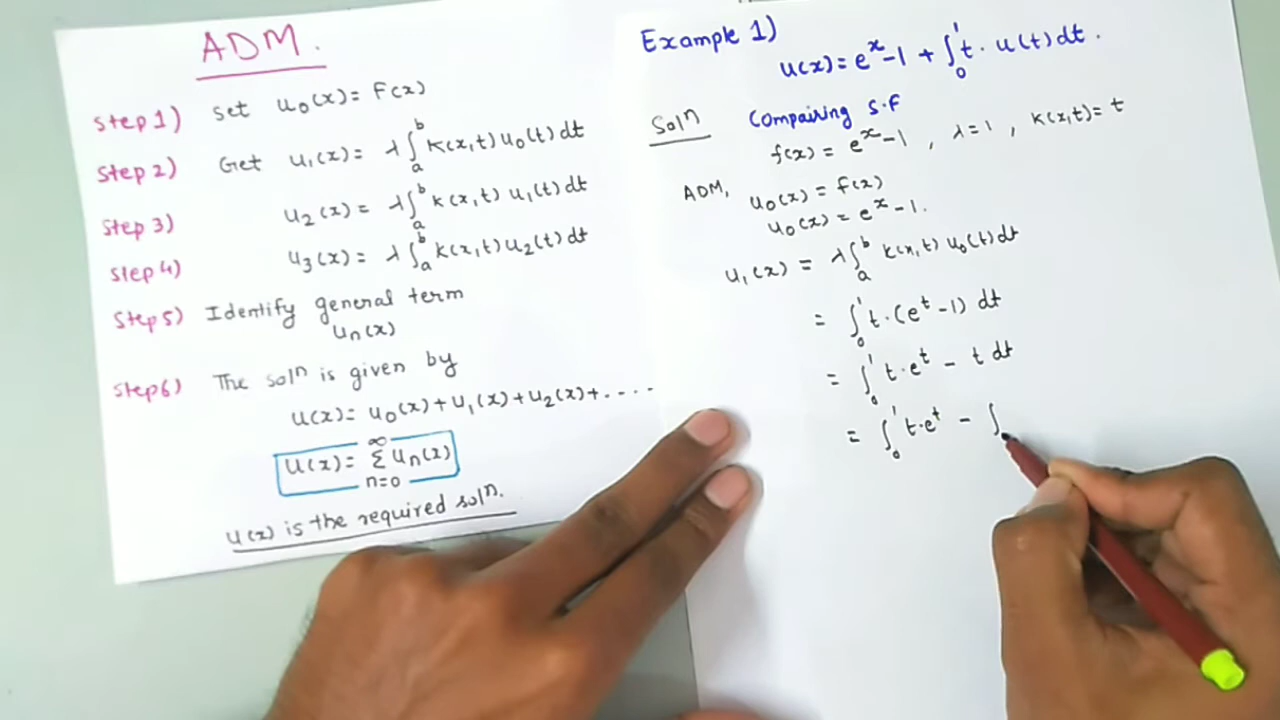 ADM.
Step 1) set u₀(x) = F(x)
Step 2) Get u₁(x) = λ∫ₐᵇ K(x,t) u₀(t) dt
Step 3) u₂(x) = λ∫ₐᵇ K(x,t) u₁(t) dt
Step 4) u₃(x) = λ∫ₐᵇ K(x,t) u₂(t) dt
Step 5) Identify general term
uₙ(x)
Step 6) The solⁿ is given by
u(x) = u₀(x) + u₁(x) + u₂(x) + ....
u(x) = ∞Σn=0 uₙ(x)
u(x) is the required solⁿ.
Example 1)
u(x) = eˣ - 1 + ∫₀¹ t · u(t) dt.
Solⁿ Compairing S.F
f(x) = eˣ - 1 , λ = 1 , K(x,t) = t
ADM, u₀(x) = F(x)
u₀(x) = eˣ - 1.
u₁(x) = λ∫ₐᵇ K(x,t) u₀(t) dt
= ∫₀¹ t · (eᵗ - 1) dt
= ∫₀¹ t · eᵗ - t dt
= ∫₀¹ t · eᵗ - ∫